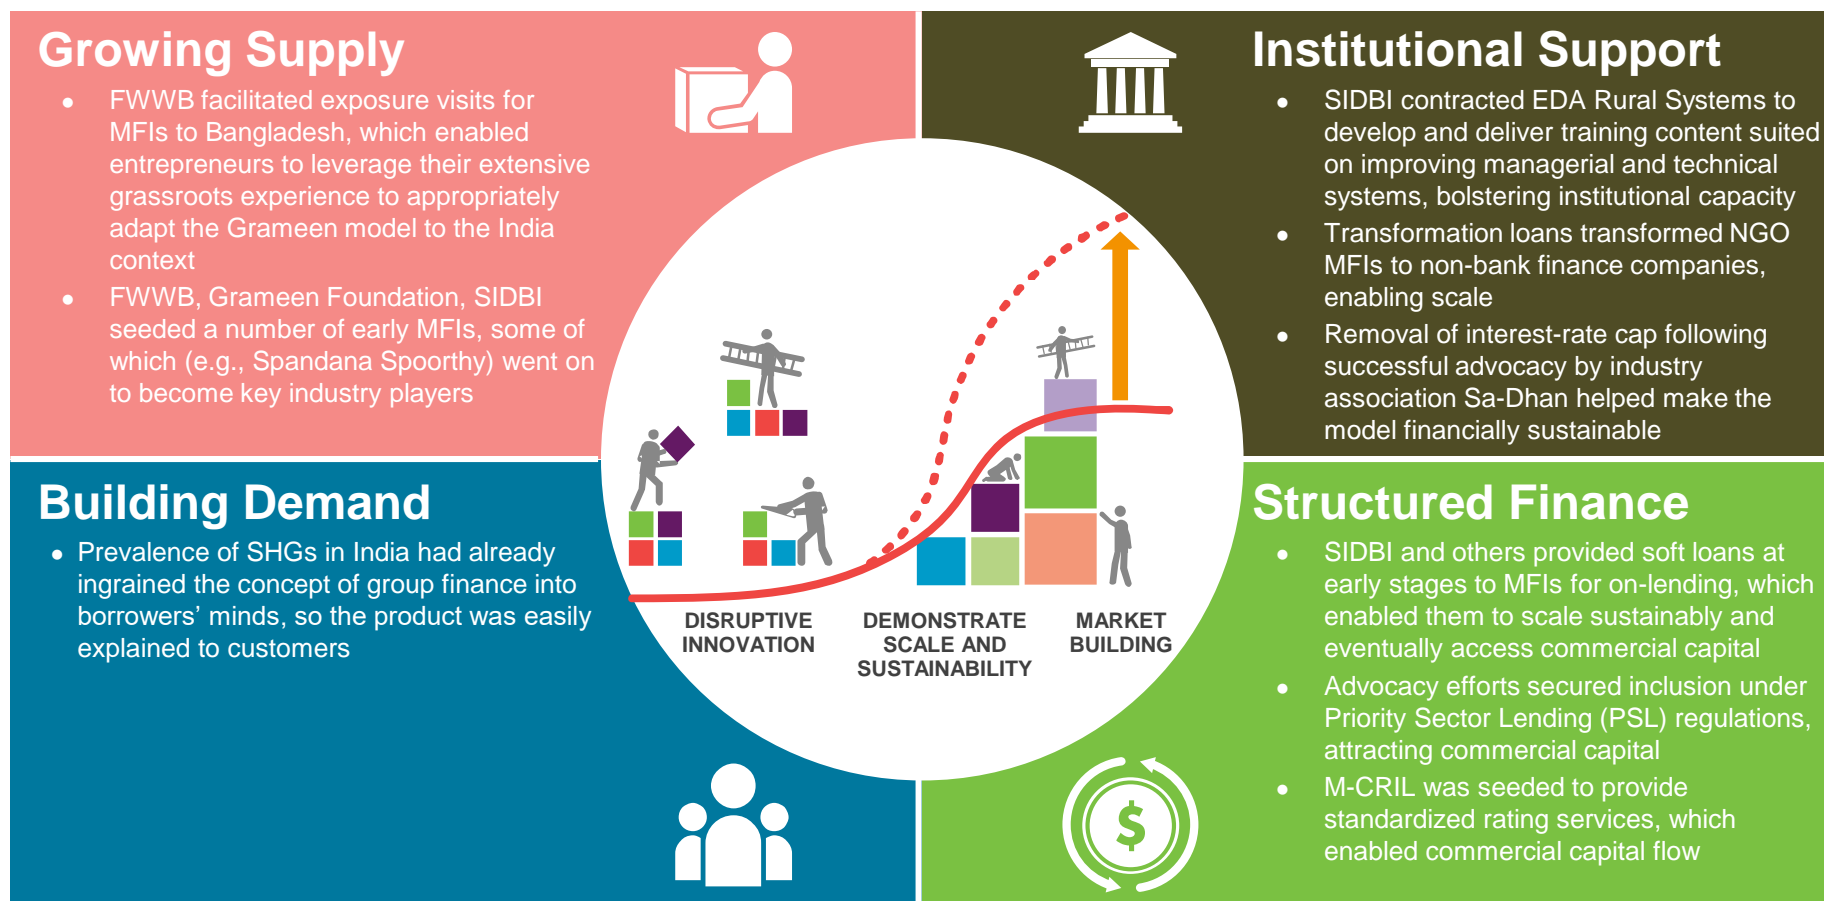 Growing Supply
● FWWB facilitated exposure visits for
MFIs to Bangladesh, which enabled
entrepreneurs to leverage their extensive
grassroots experience to appropriately
adapt the Grameen model to the India
context
● FWWB, Grameen Foundation, SIDBI
seeded a number of early MFIs, some of
which (e.g., Spandana Spoorthy) went on
to become key industry players
Institutional Support
● SIDBI contracted EDA Rural Systems to
develop and deliver training content suited
on improving managerial and technical
systems, bolstering institutional capacity
● Transformation loans transformed NGO
MFIs to non-bank finance companies,
enabling scale
● Removal of interest-rate cap following
successful advocacy by industry
association Sa-Dhan helped make the
model financially sustainable
Building Demand
● Prevalence of SHGs in India had already
ingrained the concept of group finance into
borrowers’ minds, so the product was easily
explained to customers
DISRUPTIVE
INNOVATION
DEMONSTRATE
SCALE AND
SUSTAINABILITY
MARKET
BUILDING
Structured Finance
● SIDBI and others provided soft loans at
early stages to MFIs for on-lending, which
enabled them to scale sustainably and
eventually access commercial capital
● Advocacy efforts secured inclusion under
Priority Sector Lending (PSL) regulations,
attracting commercial capital
● M-CRIL was seeded to provide
standardized rating services, which
enabled commercial capital flow
$